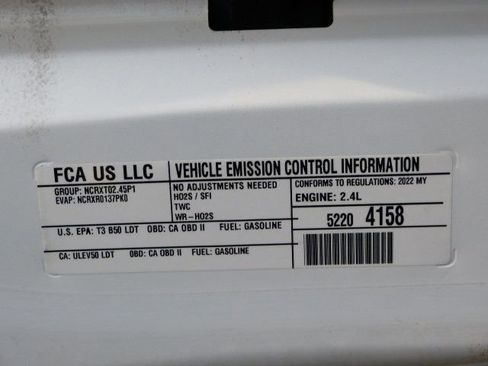 FCA US LLC
VEHICLE EMISSION CONTROL INFORMATION
GROUP: NCRXT02.45P1
EVAP: NCRXR0137PK0
NO ADJUSTMENTS NEEDED
HO2S / SFI
TWC
WR-HO2S
CONFORMS TO REGULATIONS: 2022 MY
ENGINE: 2.4L
5220 4158
U.S. EPA: T3 B50 LDT OBD: CA OBD II FUEL: GASOLINE
CA: ULEV50 LDT OBD: CA OBD II FUEL: GASOLINE